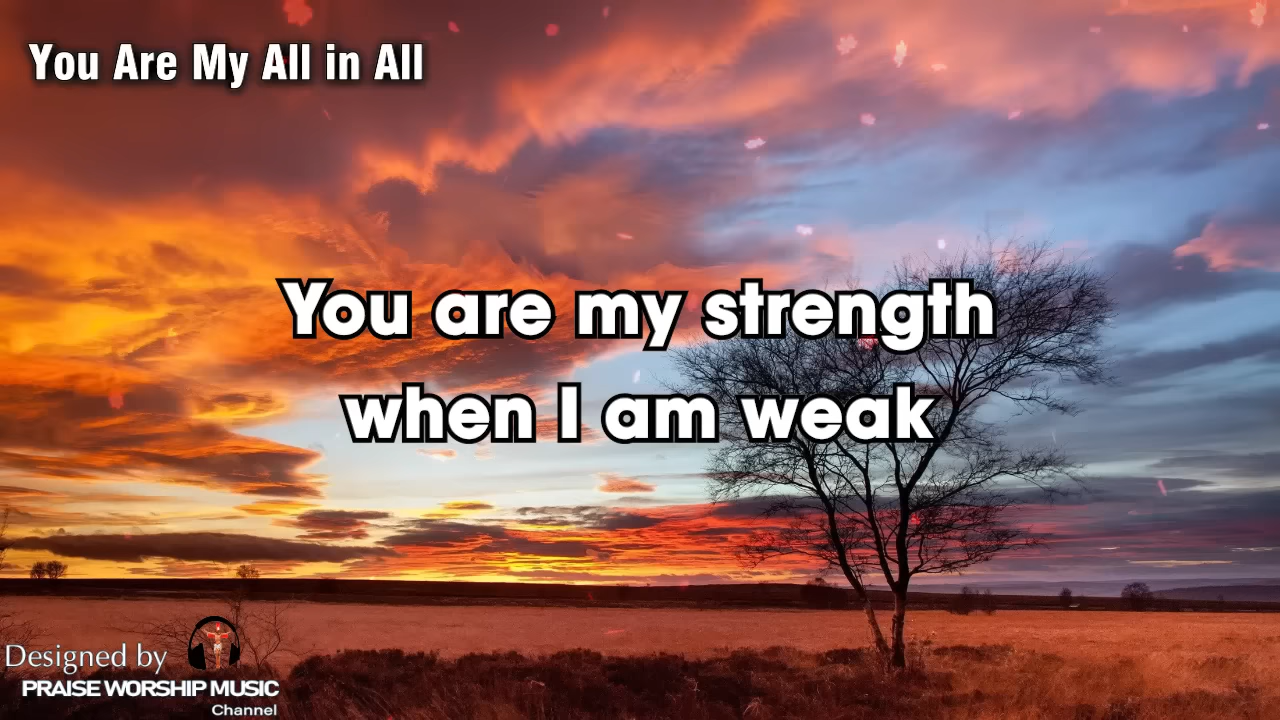 You Are My All in All
You are my strength
when I am weak
Designed by
PRAISE WORSHIP MUSIC
Channel